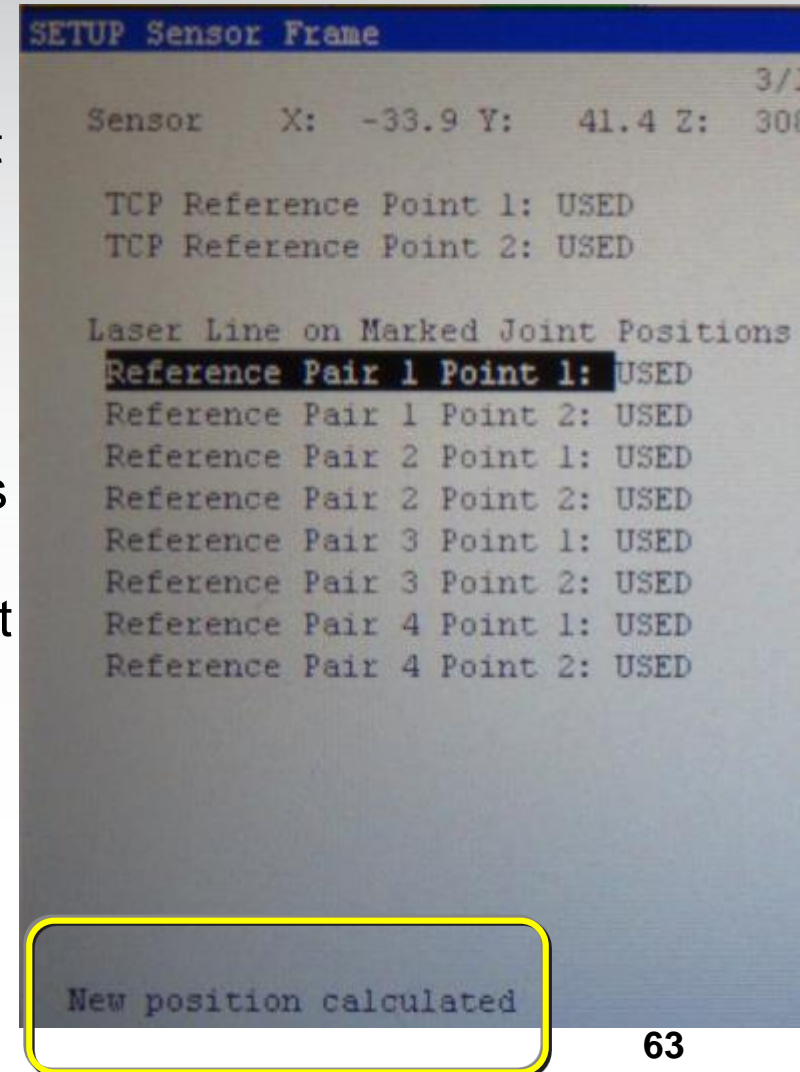 SETUP Sensor Frame
3/1
Sensor X: -33.9 Y: 41.4 Z: 308
TCP Reference Point 1: USED
TCP Reference Point 2: USED
Laser Line on Marked Joint Positions
Reference Pair 1 Point 1: USED
Reference Pair 1 Point 2: USED
Reference Pair 2 Point 1: USED
Reference Pair 2 Point 2: USED
Reference Pair 3 Point 1: USED
Reference Pair 3 Point 2: USED
Reference Pair 4 Point 1: USED
Reference Pair 4 Point 2: USED
New position calculated
63